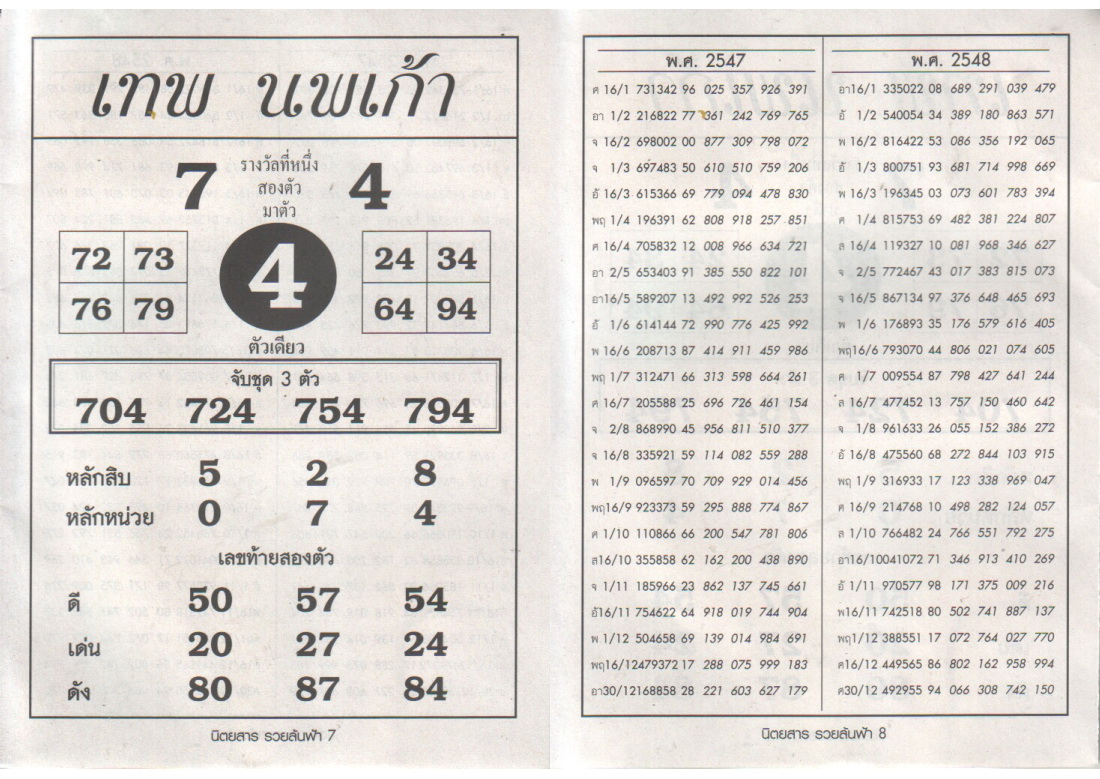 เทพ นพเก้า
7 รางวัลที่หนึ่ง 4
สองตัว
มาตัว
72 73 4 24 34
76 79 64 94
ตัวเดียว
จับชุด 3 ตัว
704 724 754 794
หลักสิบ 5 2 8
หลักหน่วย 0 7 4
เลขท้ายสองตัว
ดี 50 57 54
เด่น 20 27 24
ดัง 80 87 84
นิตยสาร รวยล้นฟ้า 7
พ.ศ. 2547
ศ 16/1 731342 96 025 357 926 391
อา 1/2 216822 77 361 242 769 765
จ 16/2 698002 00 877 309 798 072
จ 1/3 697483 50 610 510 759 206
อั 16/3 615366 69 779 094 478 830
พฤ 1/4 196391 62 808 918 257 851
ศ 16/4 705832 12 008 966 634 721
อา 2/5 653403 91 385 550 822 101
อา16/5 589207 13 492 992 526 253
อั 1/6 614144 72 990 776 425 992
พ 16/6 208713 87 414 911 459 986
พฤ 1/7 312471 66 313 598 664 261
ศ 16/7 205588 25 696 726 461 154
จ 2/8 868990 45 956 811 510 377
จ 16/8 335921 59 114 082 559 288
พ 1/9 096597 70 709 929 014 456
พฤ16/9 923373 59 295 888 774 867
ศ 1/10 110866 66 200 547 781 806
ส16/10 355858 62 162 200 438 890
จ 1/11 185966 23 862 137 745 661
อั16/11 754622 64 918 019 744 904
พ 1/12 504658 69 139 014 984 691
พฤ16/12479372 17 288 075 999 183
อา30/12168858 28 221 603 627 179
พ.ศ. 2548
อา16/1 335022 08 689 291 039 479
อั 1/2 540054 34 389 180 863 571
พ 16/2 816422 53 086 356 192 065
อั 1/3 800751 93 681 714 998 669
พ 16/3 196345 03 073 601 783 394
ศ 1/4 815753 69 482 381 224 807
ส 16/4 119327 10 081 968 346 627
จ 2/5 772467 43 017 383 815 073
จ 16/5 867134 97 376 648 465 693
พ 1/6 176893 35 176 579 616 405
พฤ16/6 793070 44 806 021 074 605
ศ 1/7 009554 87 798 427 641 244
ส 16/7 477452 13 757 150 460 642
จ 1/8 961633 26 055 152 386 272
อั 16/8 475560 68 272 844 103 915
พฤ 1/9 316933 17 123 338 969 047
ศ 16/9 214768 10 498 282 124 057
ส 1/10 766482 24 766 551 792 275
อา16/10041072 71 346 913 410 269
อั 1/11 970577 98 171 375 009 216
พ16/11 742518 80 502 741 887 137
พฤ1/12 388551 17 072 764 027 770
ศ16/12 449565 86 802 162 958 994
ศ30/12 492955 94 066 308 742 150
นิตยสาร รวยล้นฟ้า 8